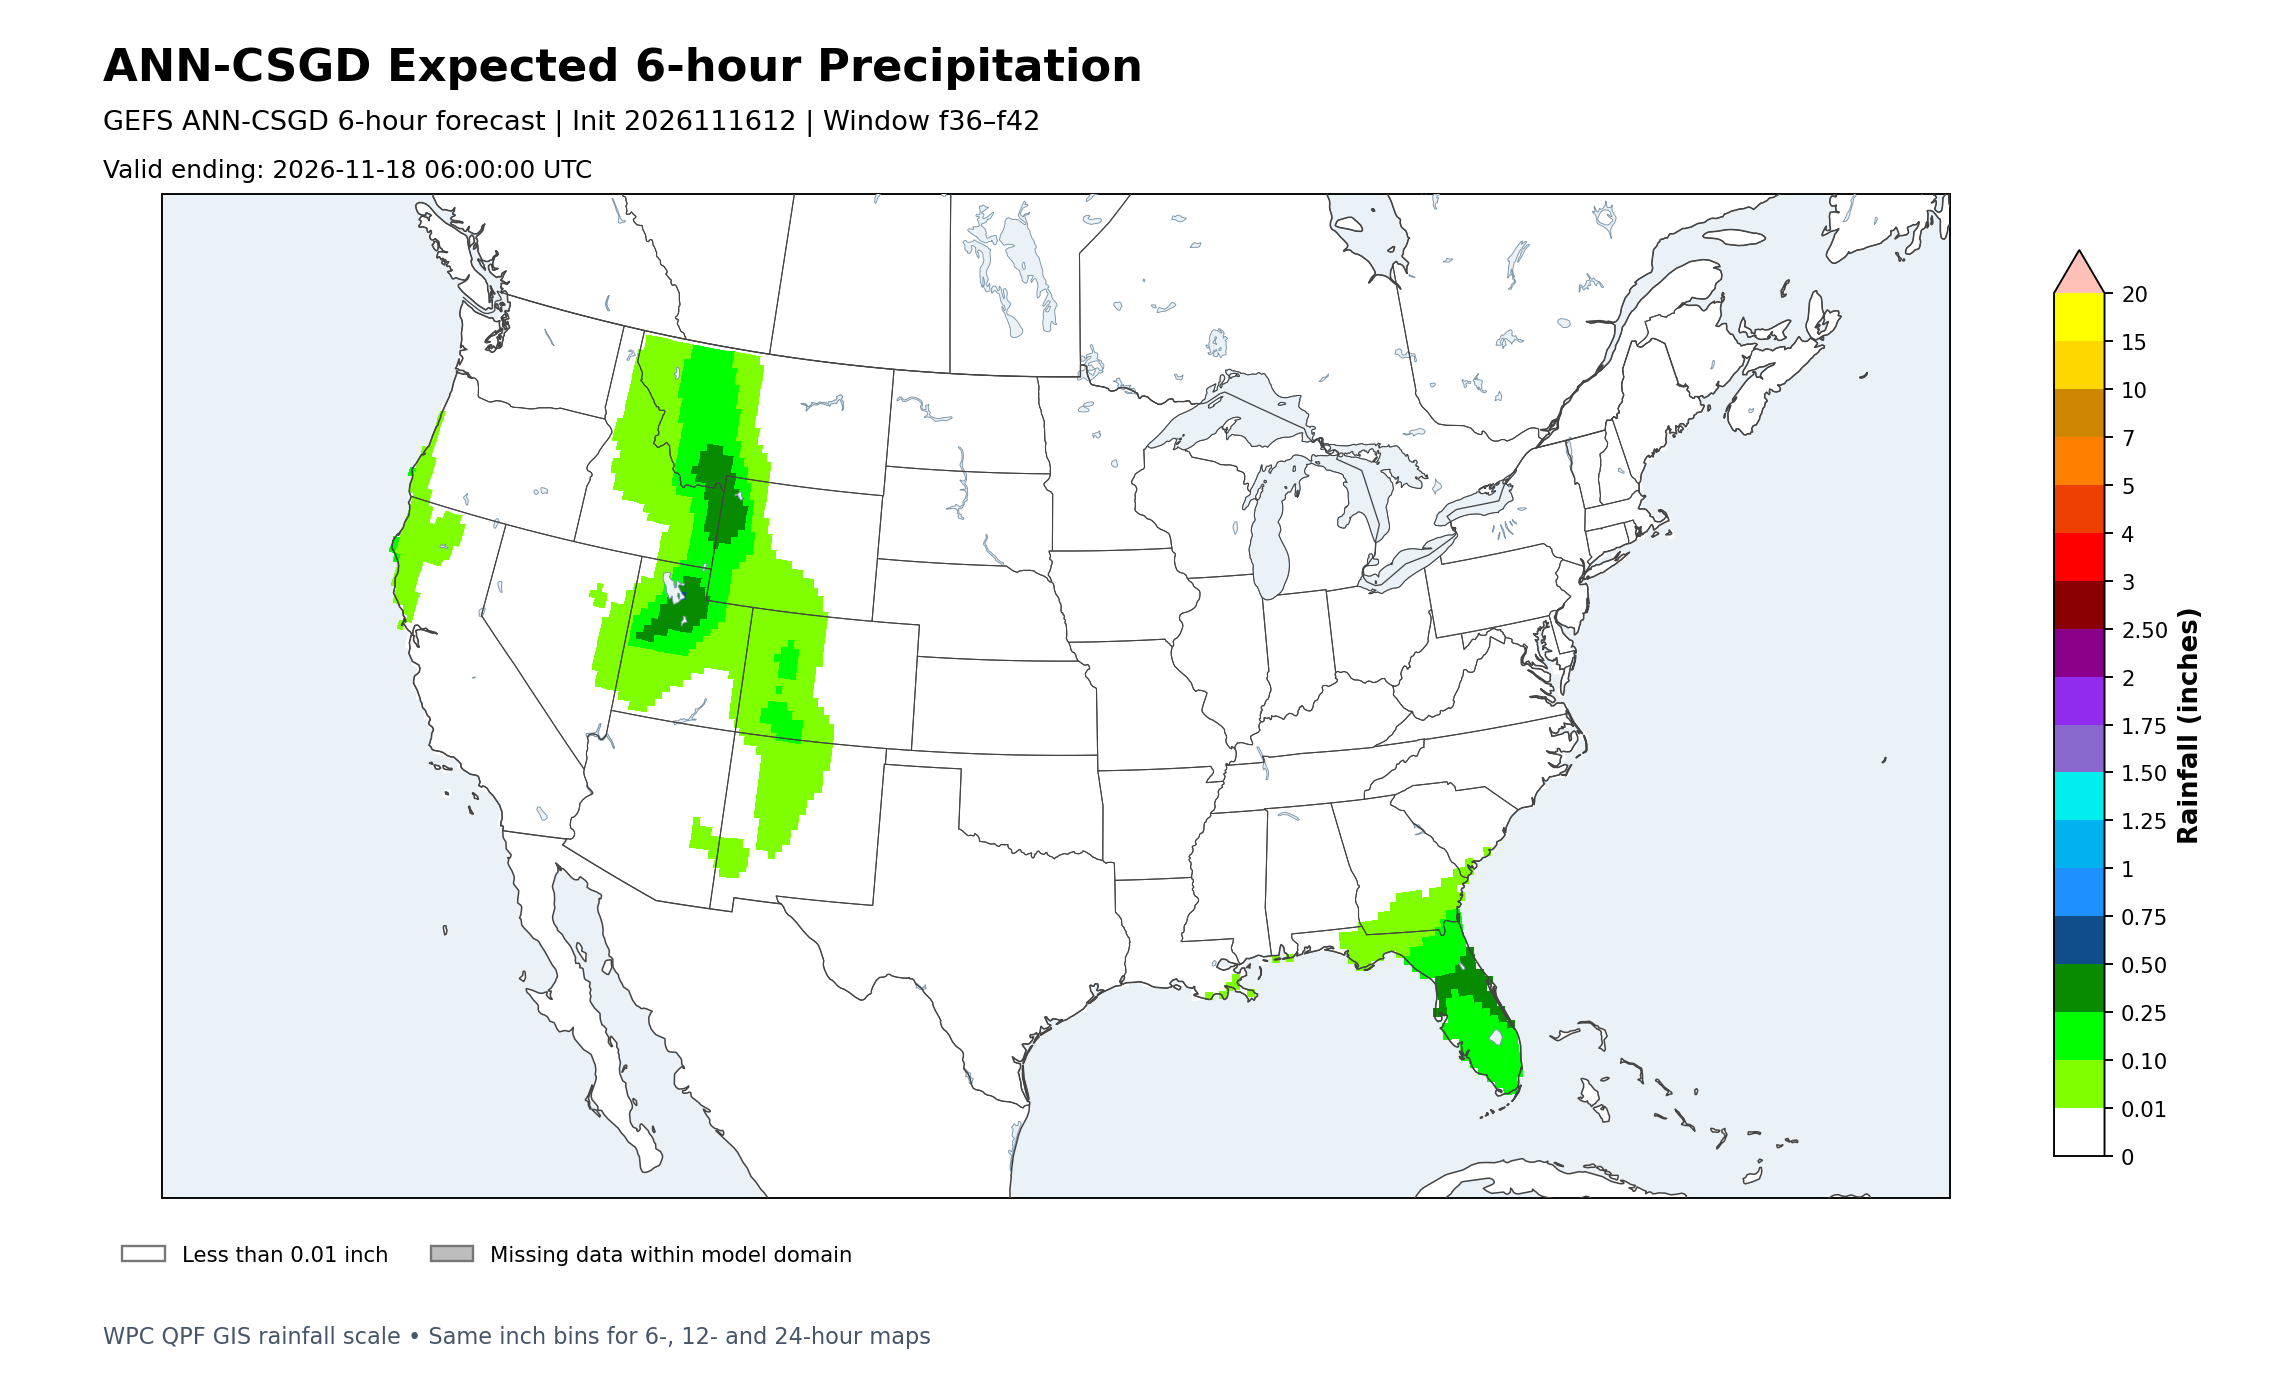 ANN-CSGD Expected 6-hour Precipitation
GEFS ANN-CSGD 6-hour forecast | Init 2026111612 | Window f36–f42
Valid ending: 2026-11-18 06:00:00 UTC
20
15
10
7
5
4
3
2.50
2
1.75
1.50
1.25
1
0.75
0.50
0.25
0.10
0.01
0
Rainfall (inches)
Less than 0.01 inch
Missing data within model domain
WPC QPF GIS rainfall scale • Same inch bins for 6-, 12- and 24-hour maps